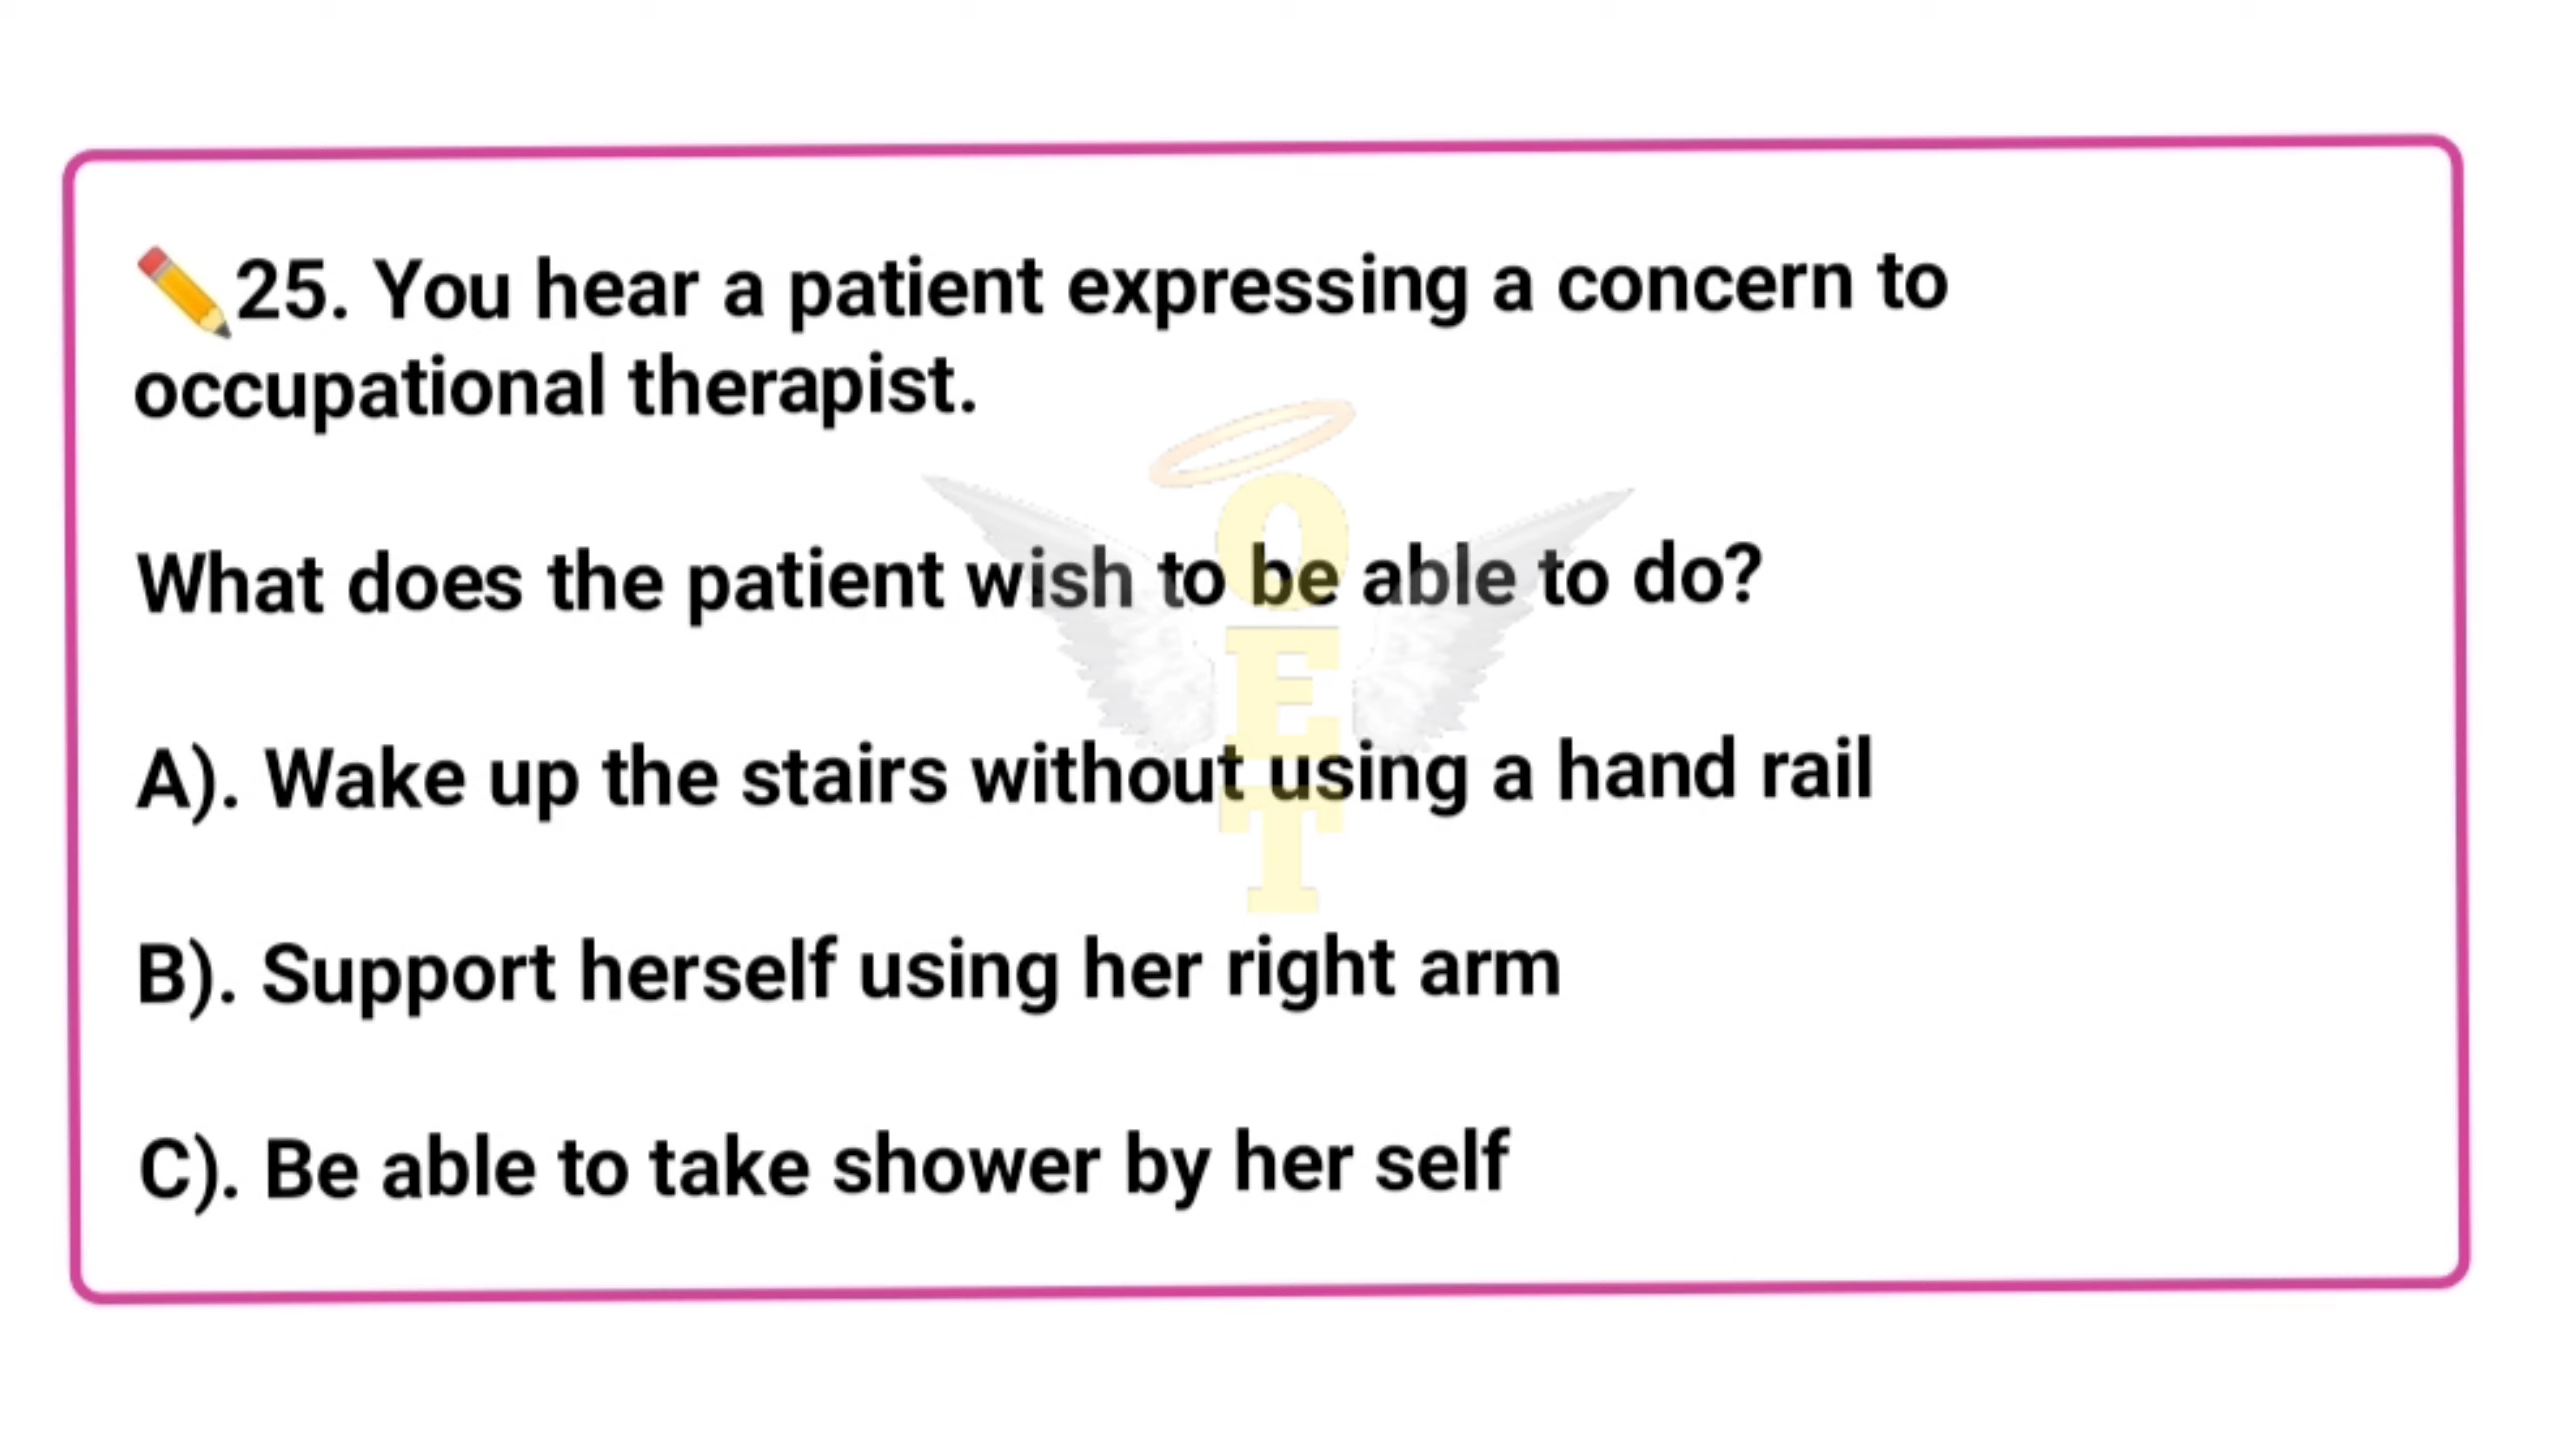 ✏️25. You hear a patient expressing a concern to
occupational therapist.
What does the patient wish to be able to do?
A). Wake up the stairs without using a hand rail
B). Support herself using her right arm
C). Be able to take shower by her self
OET